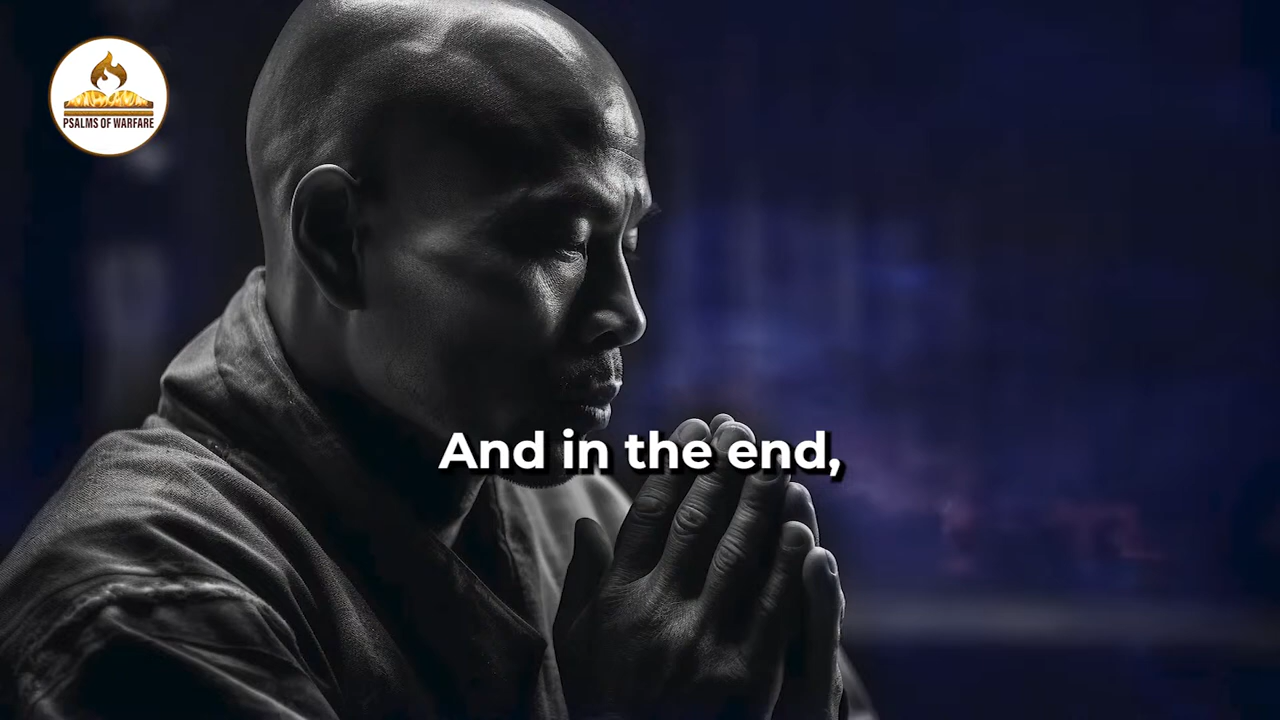 PSALMS OF WARFARE
And in the end,